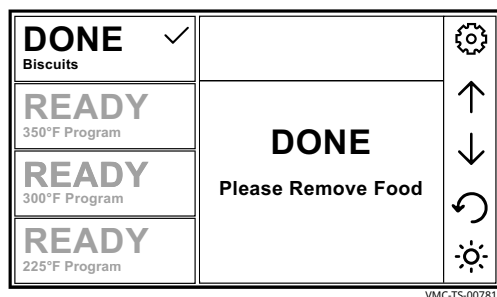 DONE
Biscuits
READY
350°F Program
READY
300°F Program
READY
225°F Program
DONE
Please Remove Food
VMC-TS-00781